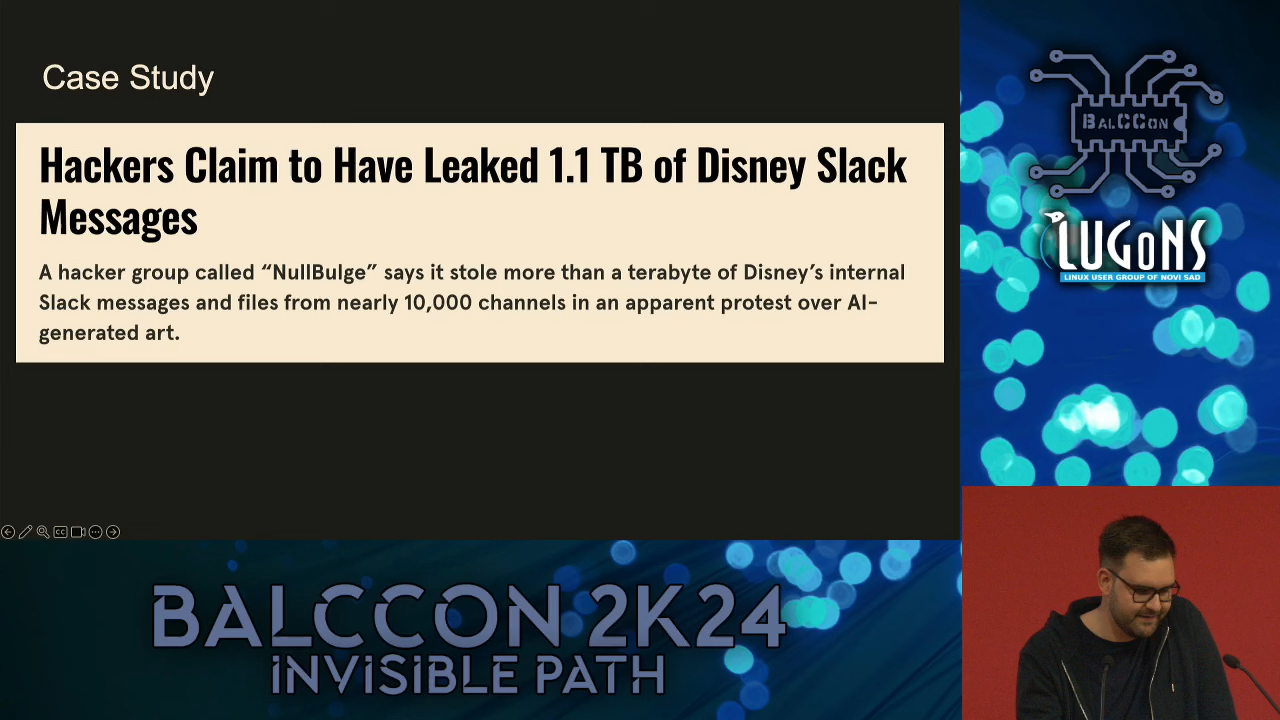 Case Study
Hackers Claim to Have Leaked 1.1 TB of Disney Slack
Messages
A hacker group called “NullBulge” says it stole more than a terabyte of Disney’s internal
Slack messages and files from nearly 10,000 channels in an apparent protest over AI-
generated art.
CC
BALCCON
LUGONS
LINUX USER GROUP OF NOVI SAD
BALCCON 2K24
INVISIBLE PATH